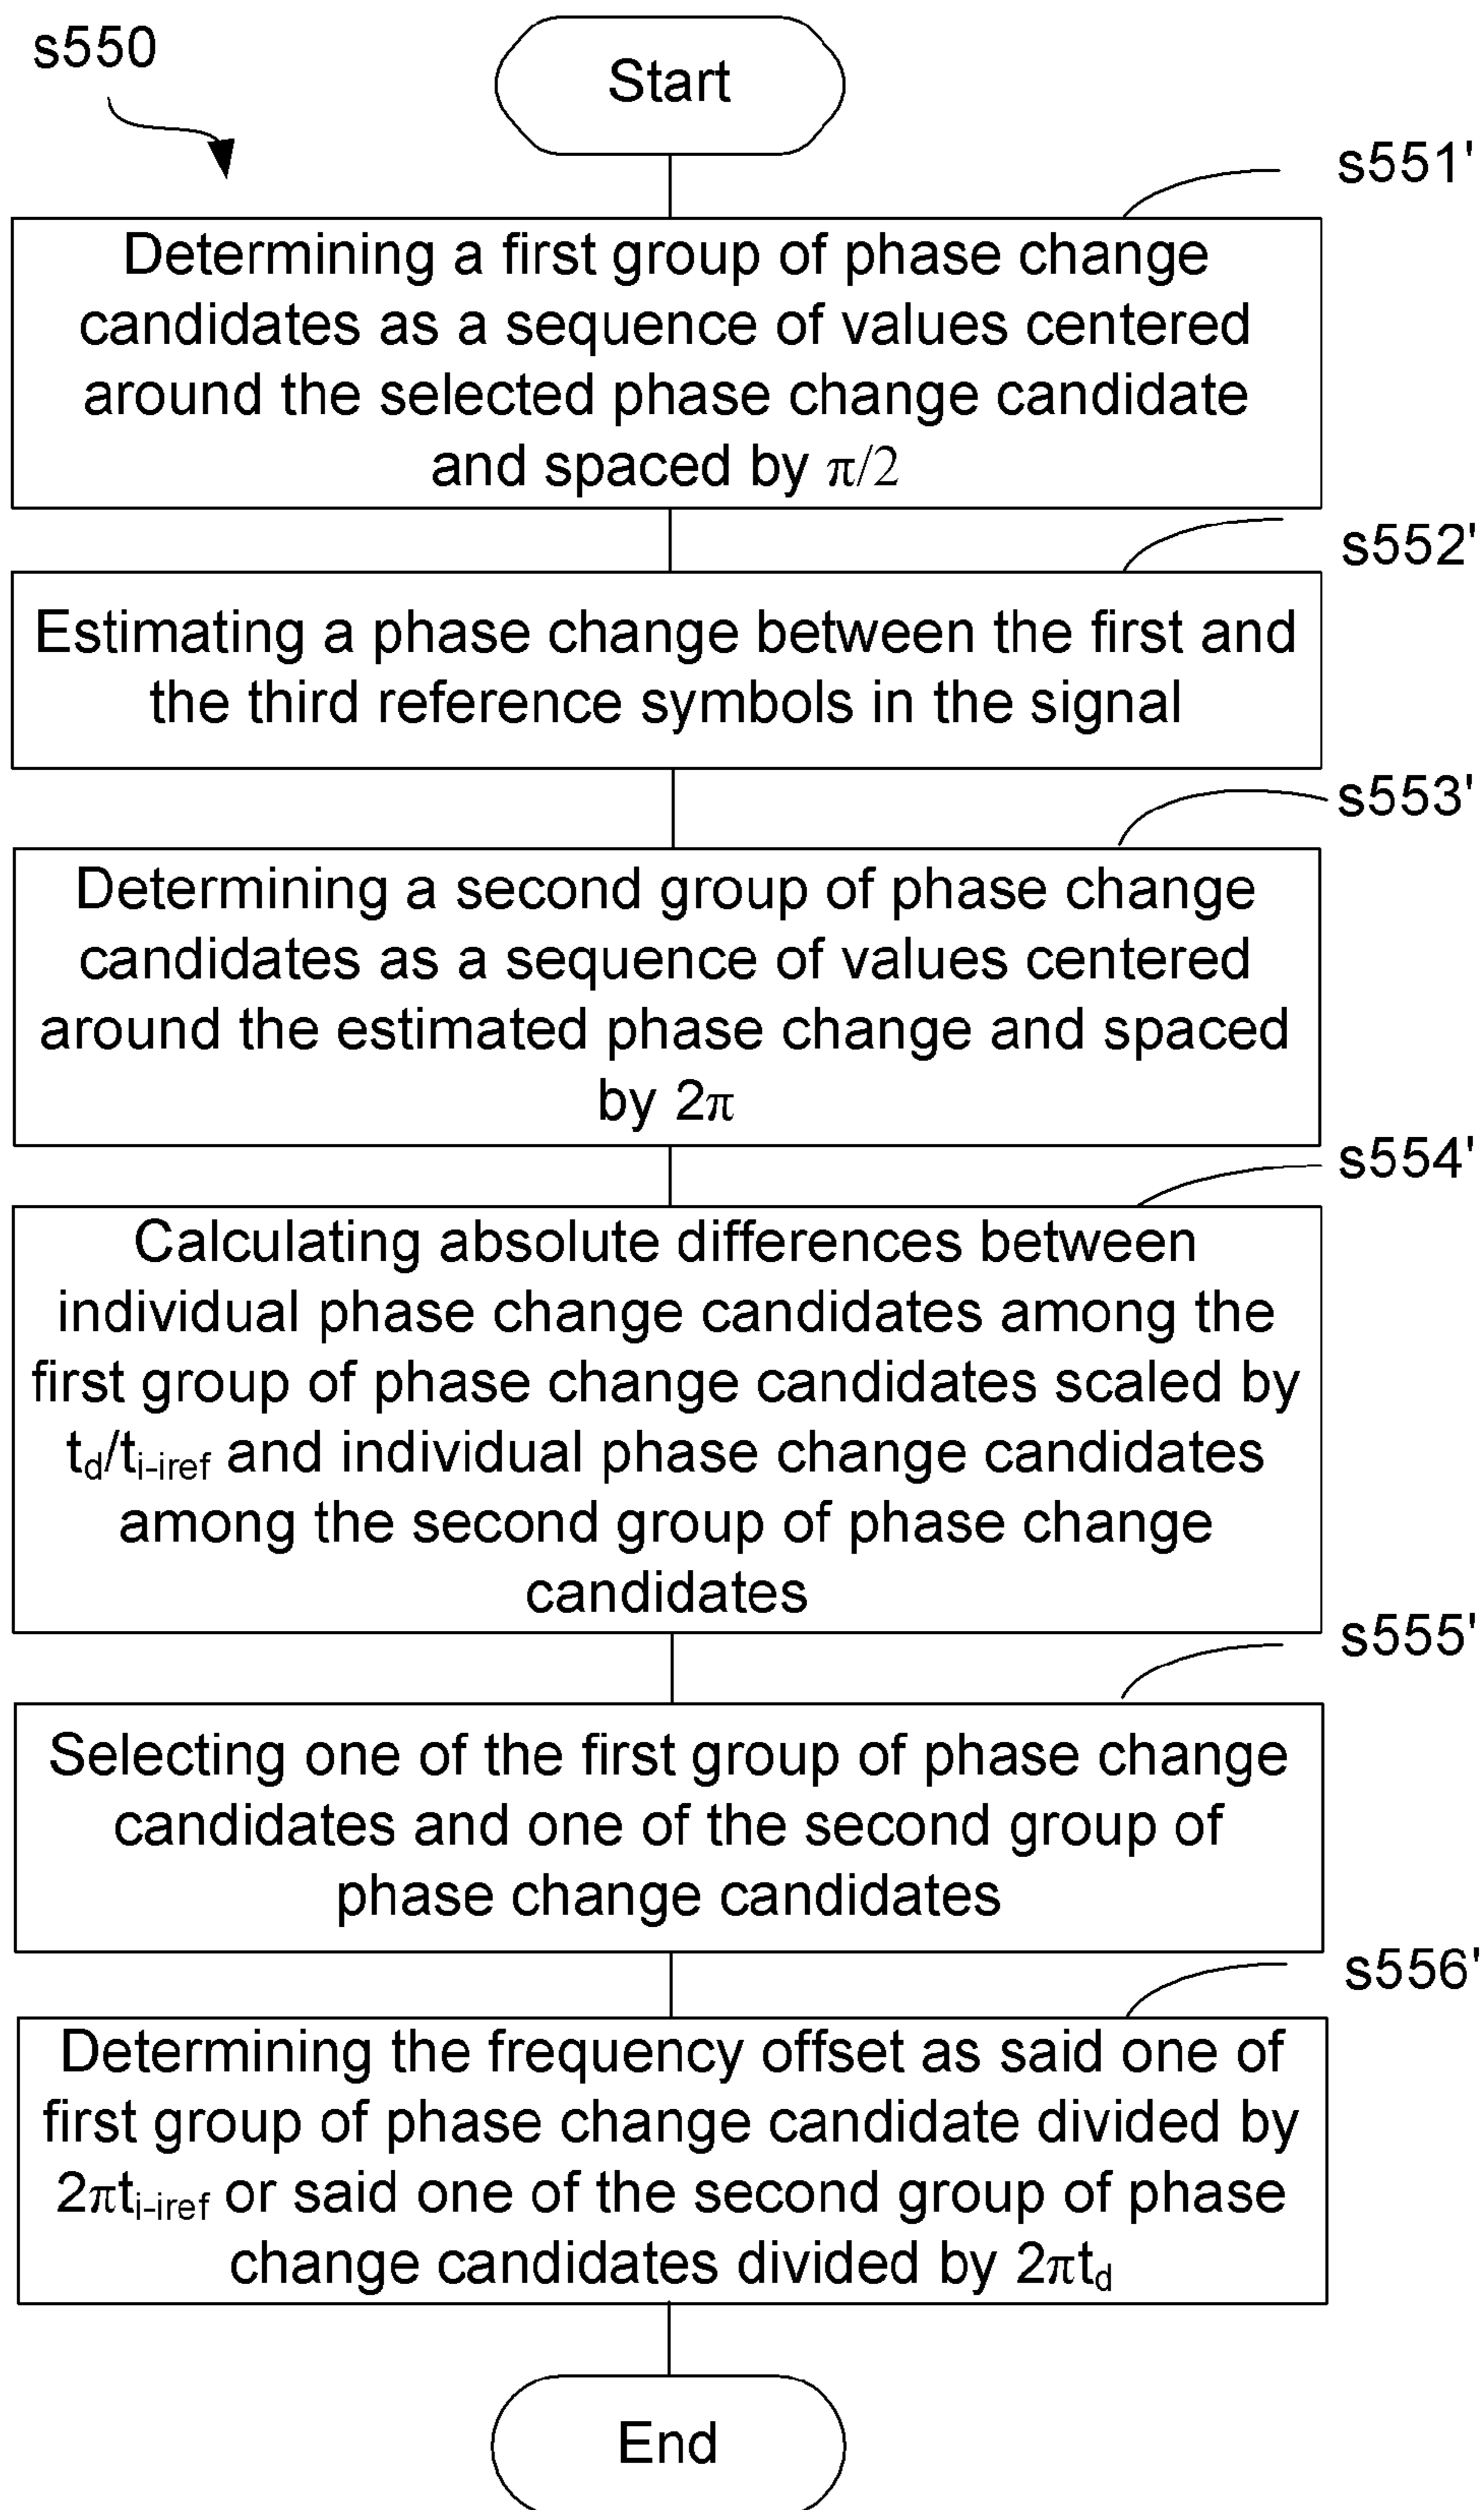 s550
Start
s551'
Determining a first group of phase change
candidates as a sequence of values centered
around the selected phase change candidate
and spaced by π/2
s552'
Estimating a phase change between the first and
the third reference symbols in the signal
s553'
Determining a second group of phase change
candidates as a sequence of values centered
around the estimated phase change and spaced
by 2π
s554'
Calculating absolute differences between
individual phase change candidates among the
first group of phase change candidates scaled by
td/ti-iref and individual phase change candidates
among the second group of phase change
candidates
s555'
Selecting one of the first group of phase change
candidates and one of the second group of
phase change candidates
s556'
Determining the frequency offset as said one of
first group of phase change candidate divided by
2πti-iref or said one of the second group of phase
change candidates divided by 2πtd
End